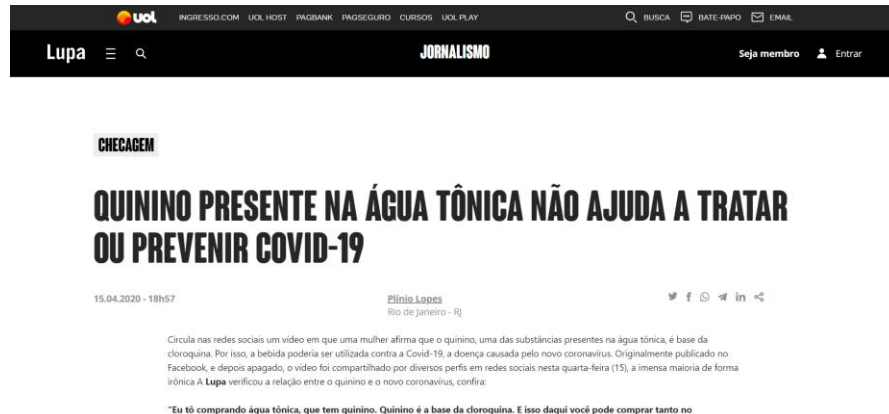 uol INGRESSO.COM UOL HOST PAGBANK PAGSEGURO CURSOS UOL PLAY BUSCA BATE-PAPO EMAIL
Lupa JORNALISMO Seja membro Entrar
CHECAGEM
QUININO PRESENTE NA ÁGUA TÔNICA NÃO AJUDA A TRATAR
OU PREVENIR COVID-19
15.04.2020 - 18h57 Plínio Lopes
Rio de Janeiro - RJ
Circula nas redes sociais um vídeo em que uma mulher afirma que o quinino, uma das substâncias presentes na água tônica, é base da
cloroquina. Por isso, a bebida poderia ser utilizada contra a Covid-19, a doença causada pelo novo coronavírus. Originalmente publicado no
Facebook, e depois apagado, o vídeo foi compartilhado por diversos perfis em redes sociais nesta quarta-feira (15), a imensa maioria de forma
irônica A Lupa verificou a relação entre o quinino e o novo coronavírus, confira:
"Eu tô comprando água tônica, que tem quinino. Quinino é a base da cloroquina. E isso daqui você pode comprar tanto no